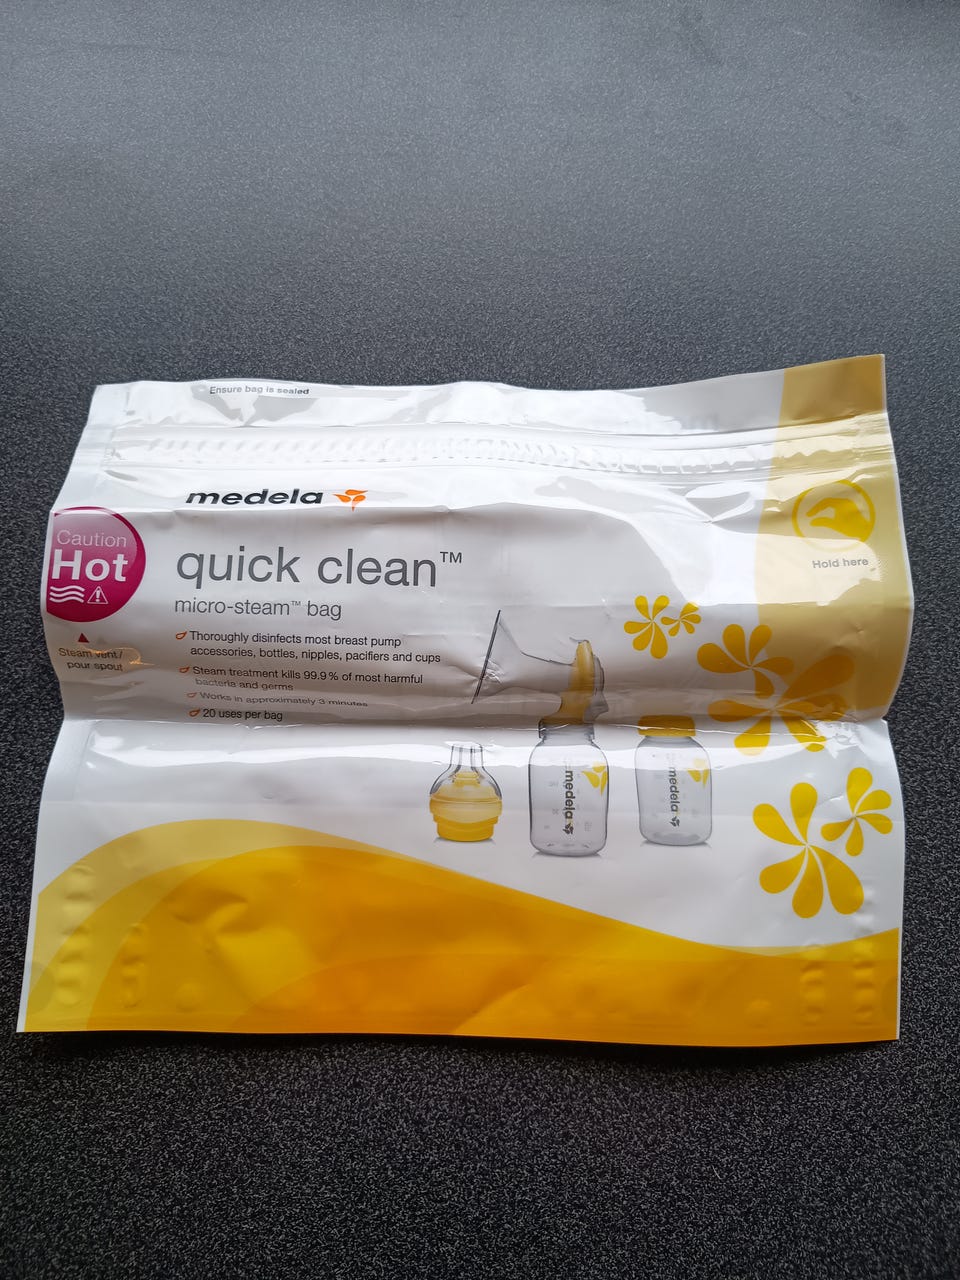 Ensure bag is sealed
medela
Caution
Hot
quick clean™
micro-steam™ bag
Hold here
Steam vent/
pour spout
Thoroughly disinfects most breast pump
accessories, bottles, nipples, pacifiers and cups
Steam treatment kills 99.9 % of most harmful
bacteria and germs
Works in approximately 3 minutes
20 uses per bag
medela
medela